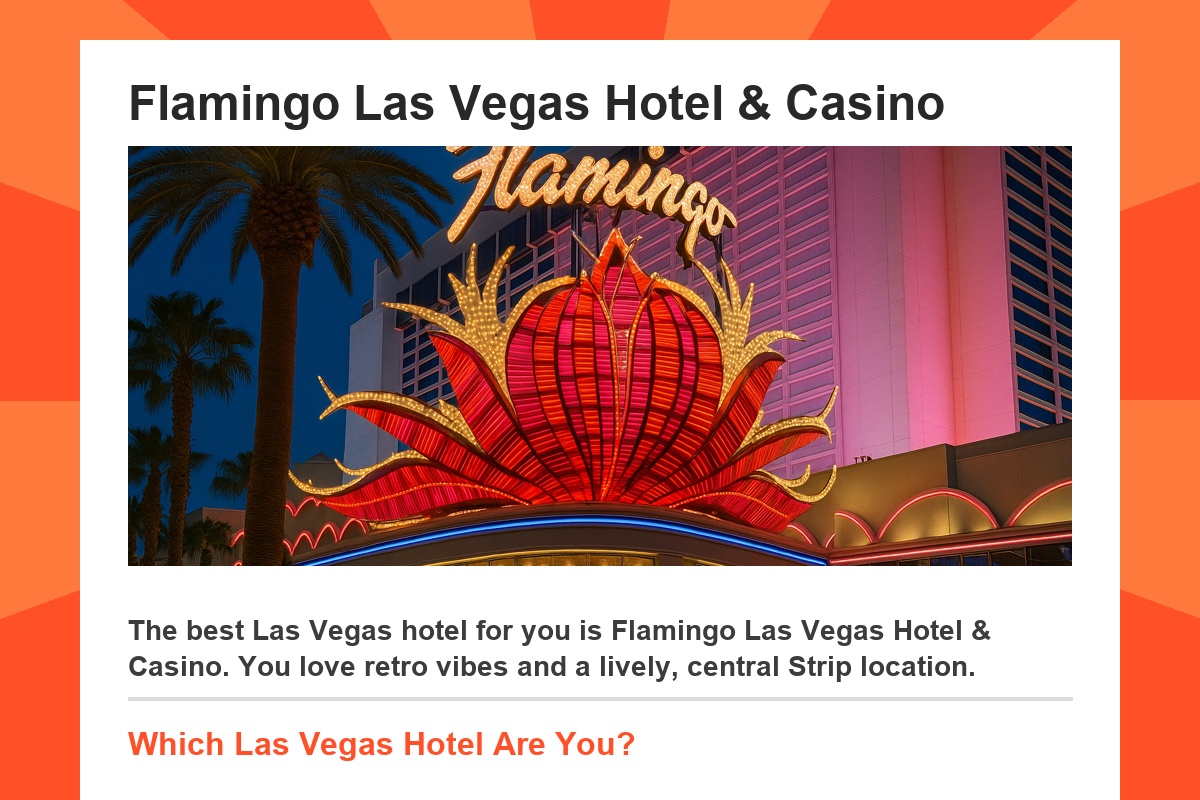 Flamingo Las Vegas Hotel & Casino
Flamingo
The best Las Vegas hotel for you is Flamingo Las Vegas Hotel &
Casino. You love retro vibes and a lively, central Strip location.
Which Las Vegas Hotel Are You?